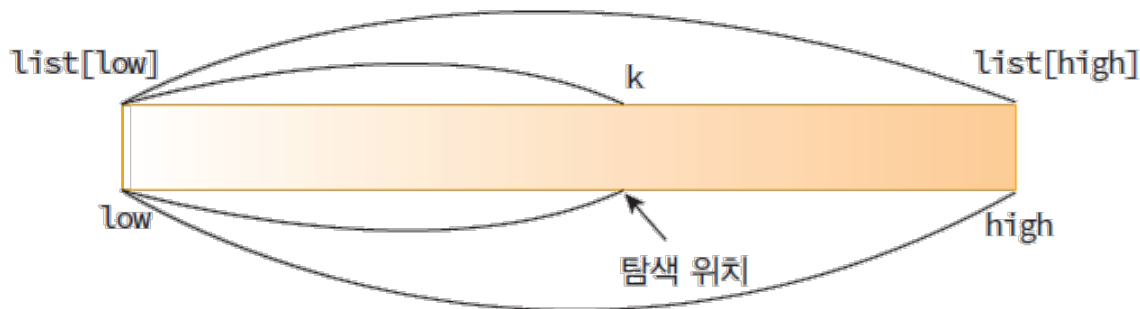 list[low]
k
list[high]
low
high
탐색 위치